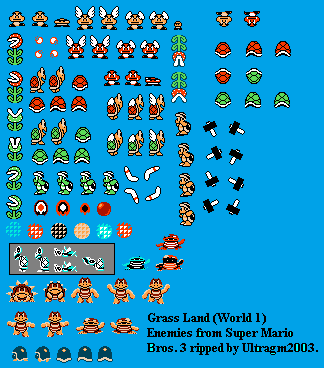 Grass Land (World 1)
Enemies from Super Mario
Bros. 3 ripped by Ultragm2003.